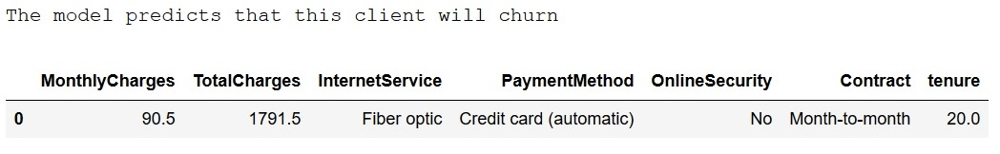 The model predicts that this client will churn
MonthlyCharges TotalCharges InternetService PaymentMethod OnlineSecurity Contract tenure
0 90.5 1791.5 Fiber optic Credit card (automatic) No Month-to-month 20.0